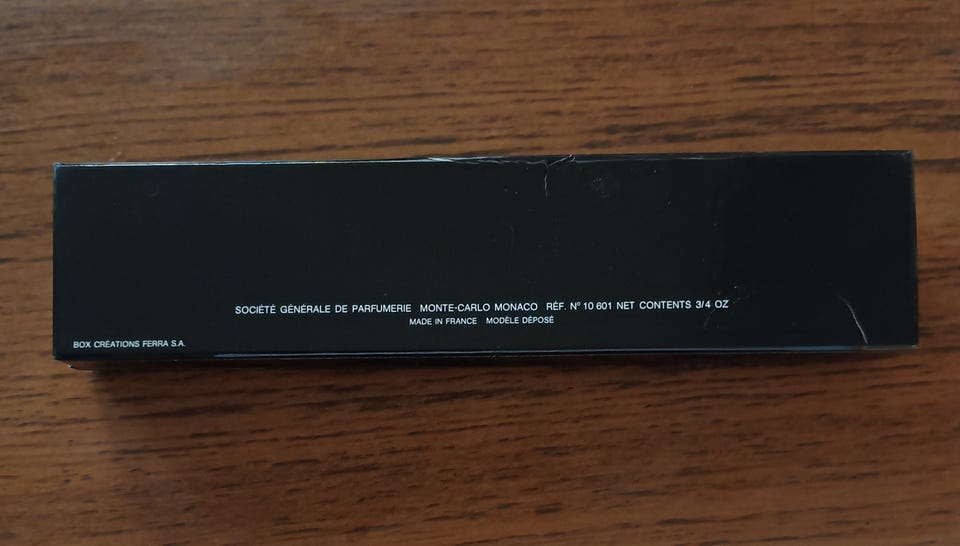 SOCIÉTÉ GÉNÉRALE DE PARFUMERIE MONTE-CARLO MONACO RÉF. Nº 10 601 NET CONTENTS 3/4 OZ
MADE IN FRANCE MODÈLE DÉPOSÉ
BOX CRÉATIONS FERRA S.A.